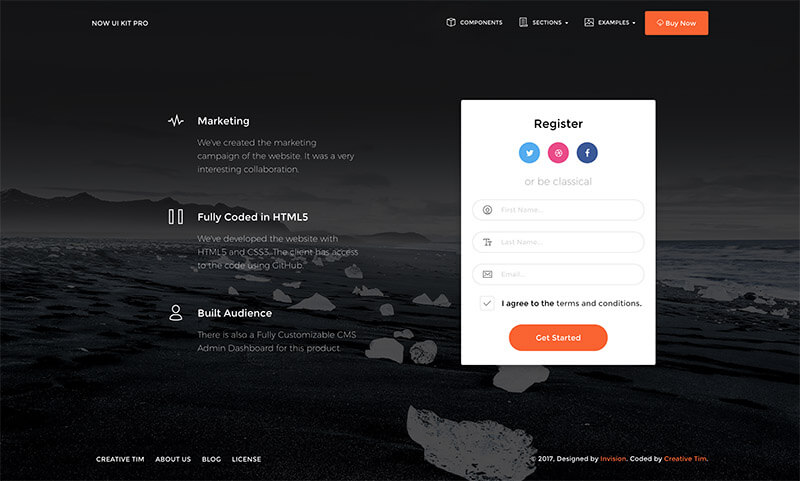 NOW UI KIT PRO
COMPONENTS
SECTIONS
EXAMPLES
Buy Now
Marketing
We've created the marketing
campaign of the website. It was a very
interesting collaboration.
Fully Coded in HTML5
We've developed the website with
HTML5 and CSS3. The client has access
to the code using GitHub.
Built Audience
There is also a Fully Customizable CMS
Admin Dashboard for this product.
Register
or be classical
First Name...
Last Name...
Email...
I agree to the terms and conditions.
Get Started
CREATIVE TIM ABOUT US BLOG LICENSE
© 2017, Designed by Invision. Coded by Creative Tim.